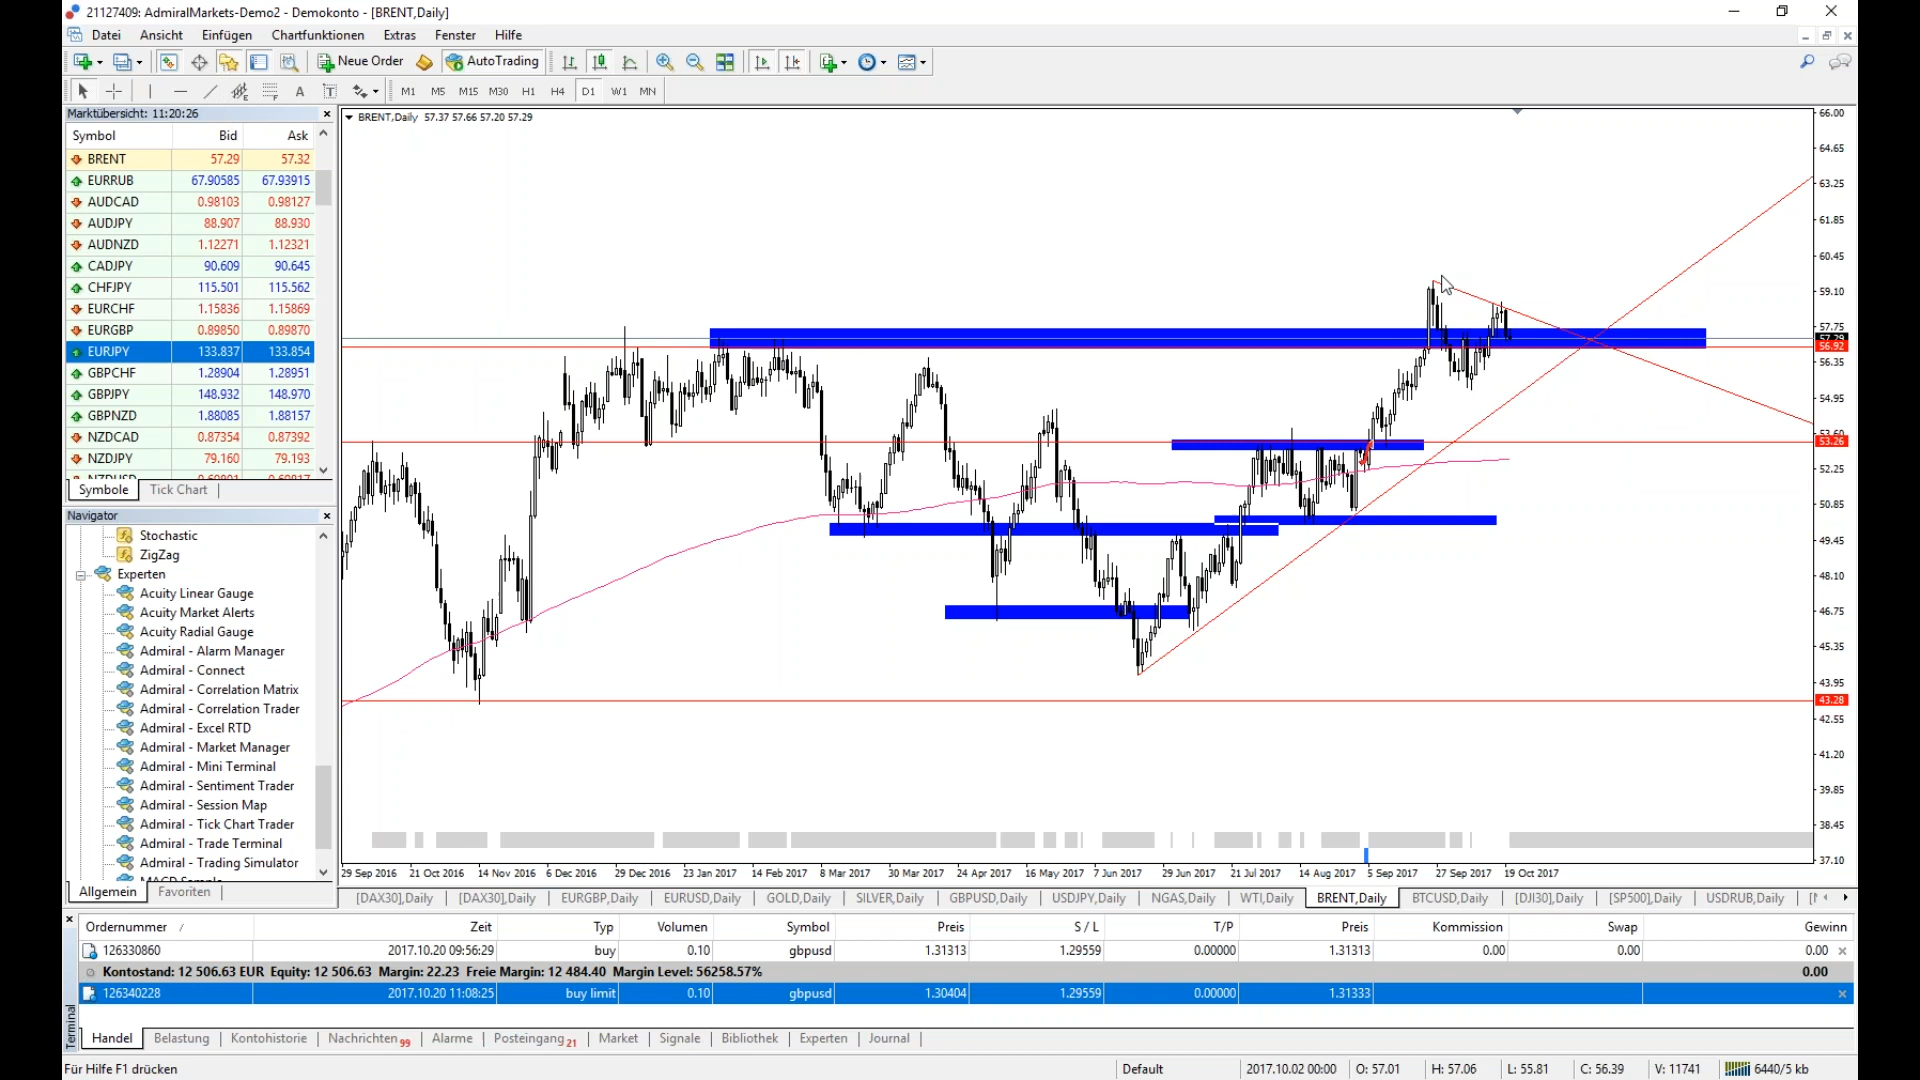 21127409: AdmiralMarkets-Demo2 - Demokonto - [BRENT,Daily]
Datei Ansicht Einfügen Chartfunktionen Extras Fenster Hilfe
Neue Order AutoTrading
A T M1 M5 M15 M30 H1 H4 D1 W1 MN
Marktübersicht: 11:20:26
Symbol Bid Ask
BRENT 57.29 57.32
EURRUB 67.90585 67.93915
AUDCAD 0.98103 0.98127
AUDJPY 88.907 88.930
AUDNZD 1.12271 1.12321
CADJPY 90.609 90.645
CHFJPY 115.501 115.562
EURCHF 1.15836 1.15869
EURGBP 0.89850 0.89870
EURJPY 133.837 133.854
GBPCHF 1.28904 1.28951
GBPJPY 148.932 148.970
GBPNZD 1.88085 1.88157
NZDCAD 0.87354 0.87392
NZDJPY 79.160 79.193
Symbole Tick Chart
Navigator
Stochastic
ZigZag
Experten
Acuity Linear Gauge
Acuity Market Alerts
Acuity Radial Gauge
Admiral - Alarm Manager
Admiral - Connect
Admiral - Correlation Matrix
Admiral - Correlation Trader
Admiral - Excel RTD
Admiral - Market Manager
Admiral - Mini Terminal
Admiral - Sentiment Trader
Admiral - Session Map
Admiral - Tick Chart Trader
Admiral - Trade Terminal
Admiral - Trading Simulator
Allgemein Favoriten
BRENT,Daily 57.37 57.66 57.20 57.29
66.00
64.65
63.25
61.85
60.45
59.10
57.75
57.29
56.92
56.35
54.95
53.60
53.26
52.25
50.85
49.45
48.10
46.75
45.35
43.95
43.28
42.55
41.20
39.85
38.45
37.10
29 Sep 2016 21 Oct 2016 14 Nov 2016 6 Dec 2016 29 Dec 2016 23 Jan 2017 14 Feb 2017 8 Mar 2017 30 Mar 2017 24 Apr 2017 16 May 2017 7 Jun 2017 29 Jun 2017 21 Jul 2017 14 Aug 2017 5 Sep 2017 27 Sep 2017 19 Oct 2017
[DAX30],Daily [DAX30],Daily EURGBP,Daily EURUSD,Daily GOLD,Daily SILVER,Daily GBPUSD,Daily USDJPY,Daily NGAS,Daily WTI,Daily BRENT,Daily BTCUSD,Daily [DJI30],Daily [SP500],Daily USDRUB,Daily
Ordernummer / Zeit Typ Volumen Symbol Preis S / L T/P Preis Kommission Swap Gewinn
126330860 2017.10.20 09:56:29 buy 0.10 gbpusd 1.31313 1.29559 0.00000 1.31313 0.00 0.00 0.00
Kontostand: 12 506.63 EUR Equity: 12 506.63 Margin: 22.23 Freie Margin: 12 484.40 Margin Level: 56258.57% 0.00
126340228 2017.10.20 11:08:25 buy limit 0.10 gbpusd 1.30404 1.29559 0.00000 1.31333
Terminal
Handel Belastung Kontohistorie Nachrichten 99 Alarme Posteingang 21 Market Signale Bibliothek Experten Journal
Für Hilfe F1 drücken Default 2017.10.02 00:00 O: 57.01 H: 57.06 L: 55.81 C: 56.39 V: 11741 6440/5 kb